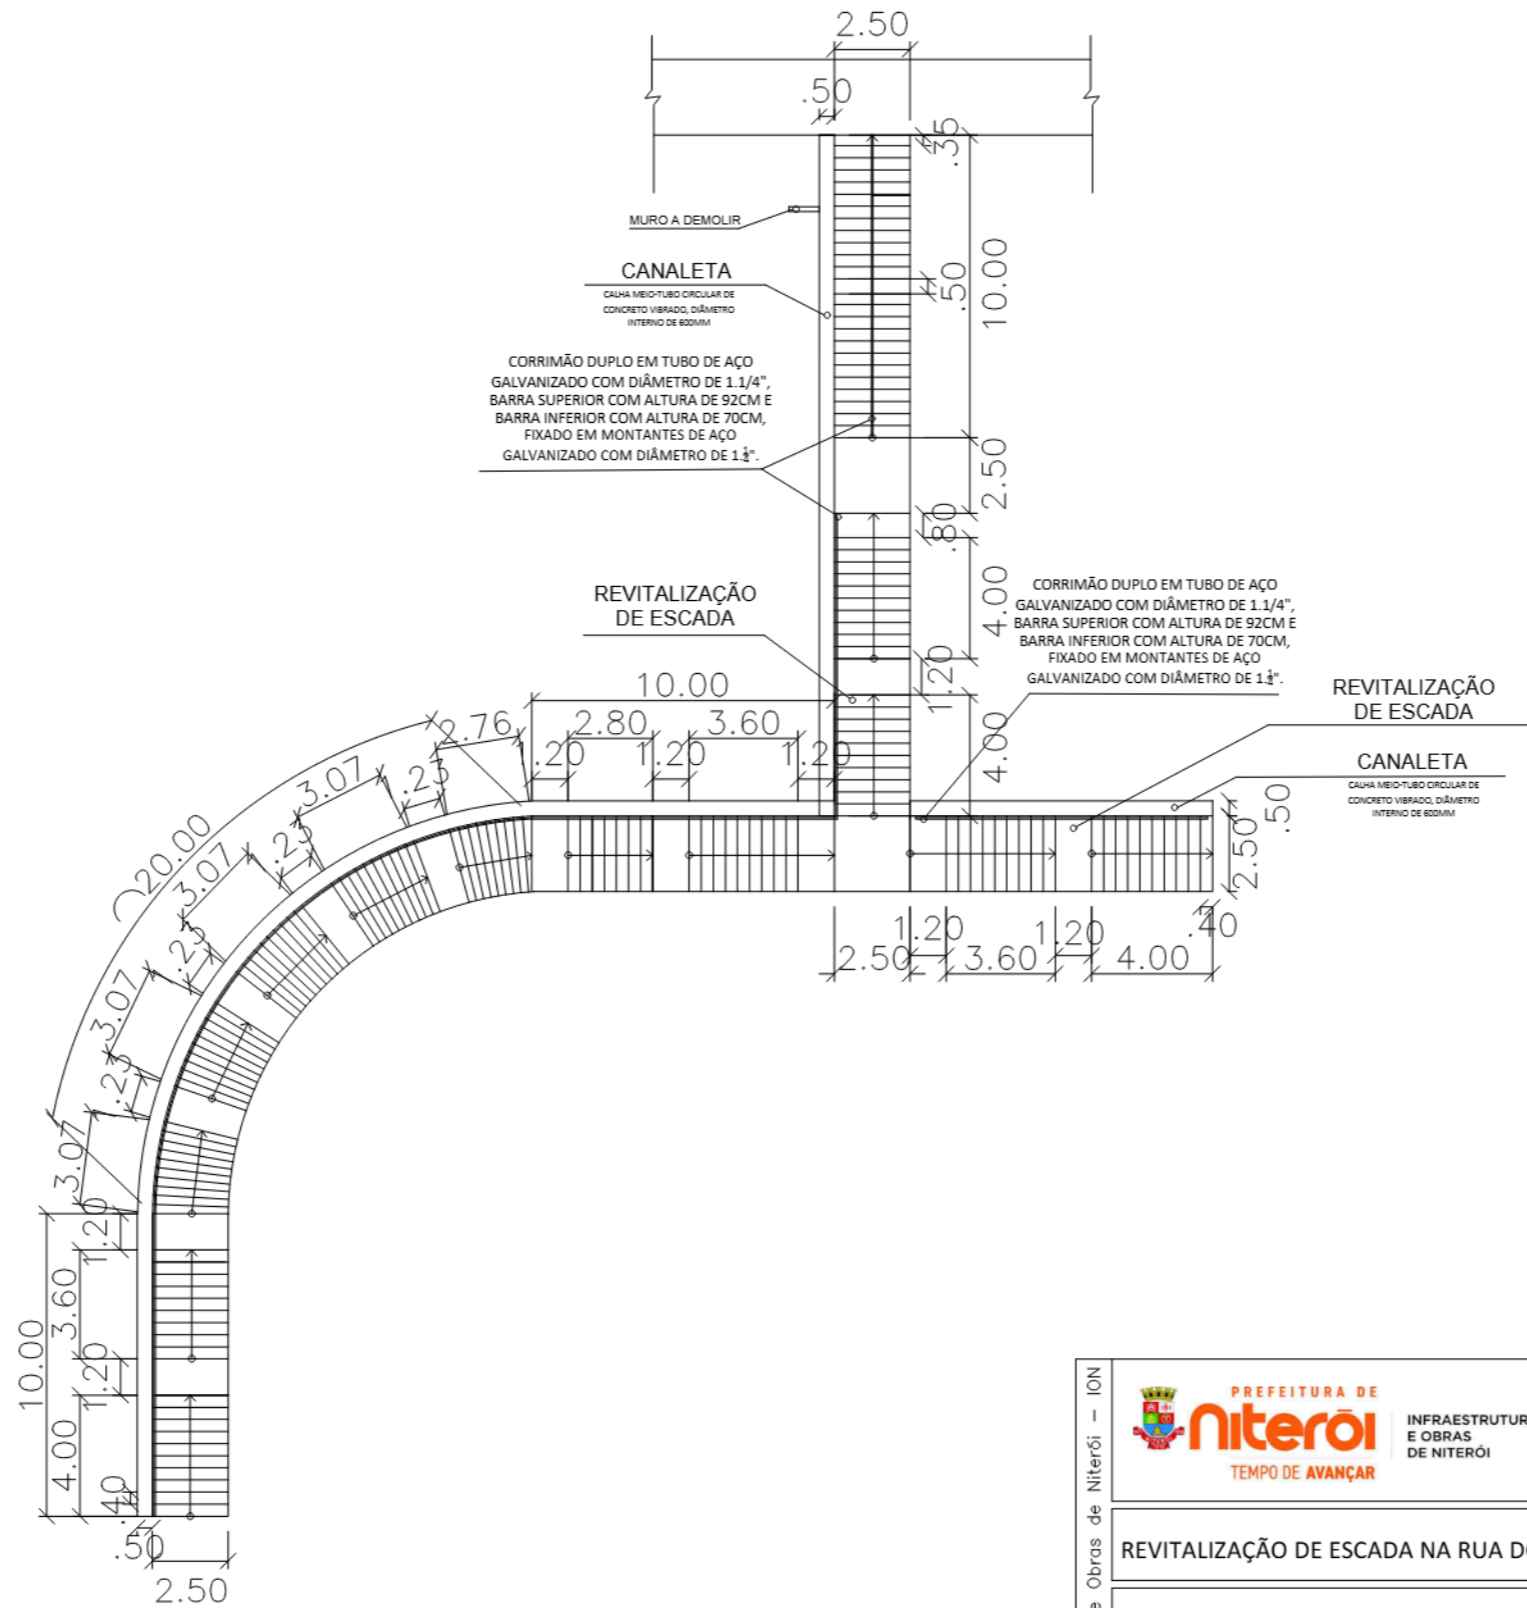 2.50
.50
.35
MURO A DEMOLIR
CANALETA
CALHA MEIO-TUBO CIRCULAR DE
CONCRETO VIBRADO, DIÂMETRO
INTERNO DE 600MM
.50
10.00
CORRIMÃO DUPLO EM TUBO DE AÇO
GALVANIZADO COM DIÂMETRO DE 1.1/4",
BARRA SUPERIOR COM ALTURA DE 92CM E
BARRA INFERIOR COM ALTURA DE 70CM,
FIXADO EM MONTANTES DE AÇO
GALVANIZADO COM DIÂMETRO DE 1.½".
2.50
.80
4.00
1.20
4.00
REVITALIZAÇÃO
DE ESCADA
CORRIMÃO DUPLO EM TUBO DE AÇO
GALVANIZADO COM DIÂMETRO DE 1.1/4",
BARRA SUPERIOR COM ALTURA DE 92CM E
BARRA INFERIOR COM ALTURA DE 70CM,
FIXADO EM MONTANTES DE AÇO
GALVANIZADO COM DIÂMETRO DE 1.½".
REVITALIZAÇÃO
DE ESCADA
CANALETA
CALHA MEIO-TUBO CIRCULAR DE
CONCRETO VIBRADO, DIÂMETRO
INTERNO DE 600MM
.50
2.50
.40
10.00
2.76
.20
2.80
1.20
3.60
1.20
3.07
.23
20.00
3.07
.23
3.07
.23
3.07
.23
1.20
2.50
1.20
3.60
1.20
4.00
10.00
3.60
1.20
4.00
.40
.50
2.50
e Obras de Niterói – ION
PREFEITURA DE
Niterói
TEMPO DE AVANÇAR
INFRAESTRUTUR
E OBRAS
DE NITERÓI
REVITALIZAÇÃO DE ESCADA NA RUA D